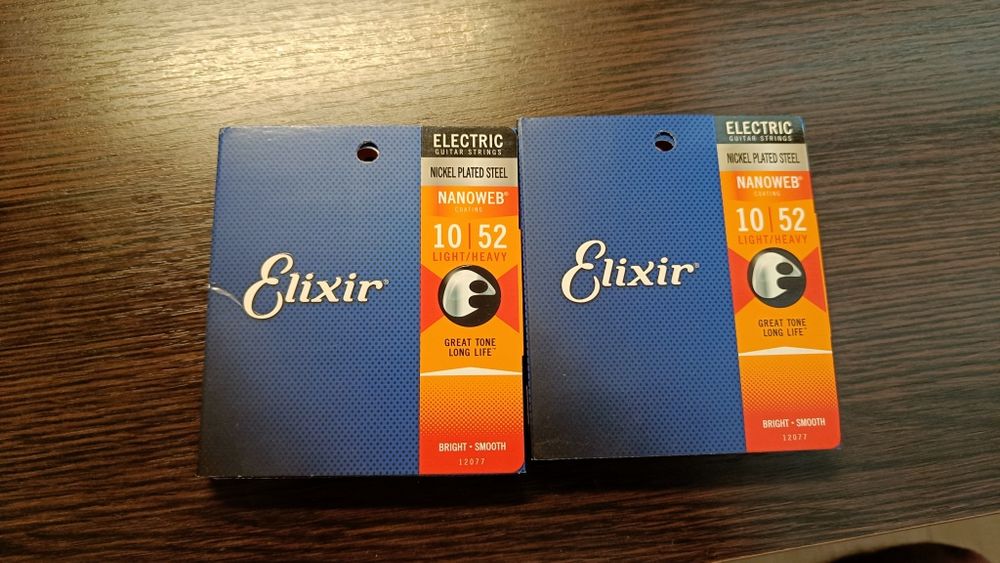 Elixir®
ELECTRIC
GUITAR STRINGS
NICKEL PLATED STEEL
NANOWEB®
COATING
10 | 52
LIGHT/HEAVY
GREAT TONE
LONG LIFE™
BRIGHT • SMOOTH
12077
Elixir®
ELECTRIC
GUITAR STRINGS
NICKEL PLATED STEEL
NANOWEB®
COATING
10 | 52
LIGHT/HEAVY
GREAT TONE
LONG LIFE™
BRIGHT • SMOOTH
12077